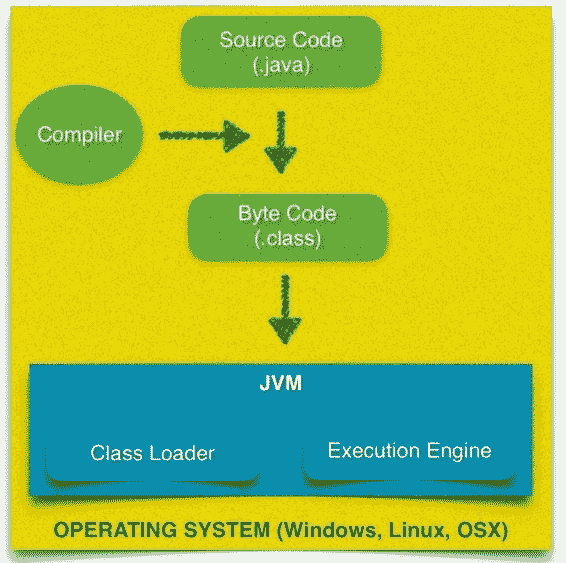 Source Code
(.java)
Compiler
Byte Code
(.class)
JVM
Class Loader
Execution Engine
OPERATING SYSTEM (Windows, Linux, OSX)